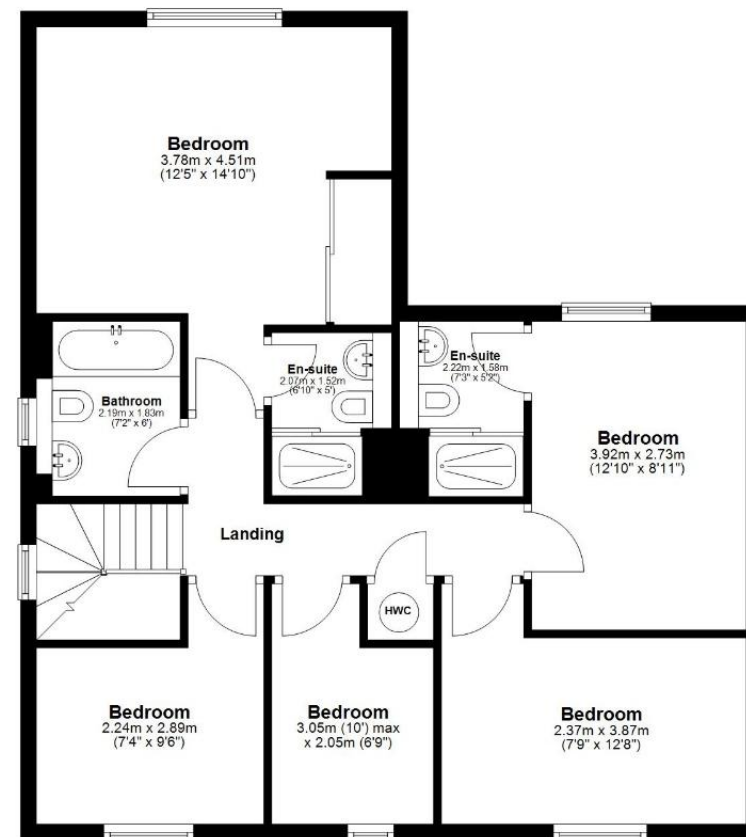 Bedroom
3.78m x 4.51m
(12'5" x 14'10")
En-suite
2.07m x 1.52m
(6'10" x 5')
En-suite
2.22m x 1.58m
(7'3" x 5'2")
Bathroom
2.19m x 1.83m
(7'2" x 6')
Bedroom
3.92m x 2.73m
(12'10" x 8'11")
Landing
HWC
Bedroom
2.24m x 2.89m
(7'4" x 9'6")
Bedroom
3.05m (10') max
x 2.05m (6'9")
Bedroom
2.37m x 3.87m
(7'9" x 12'8")